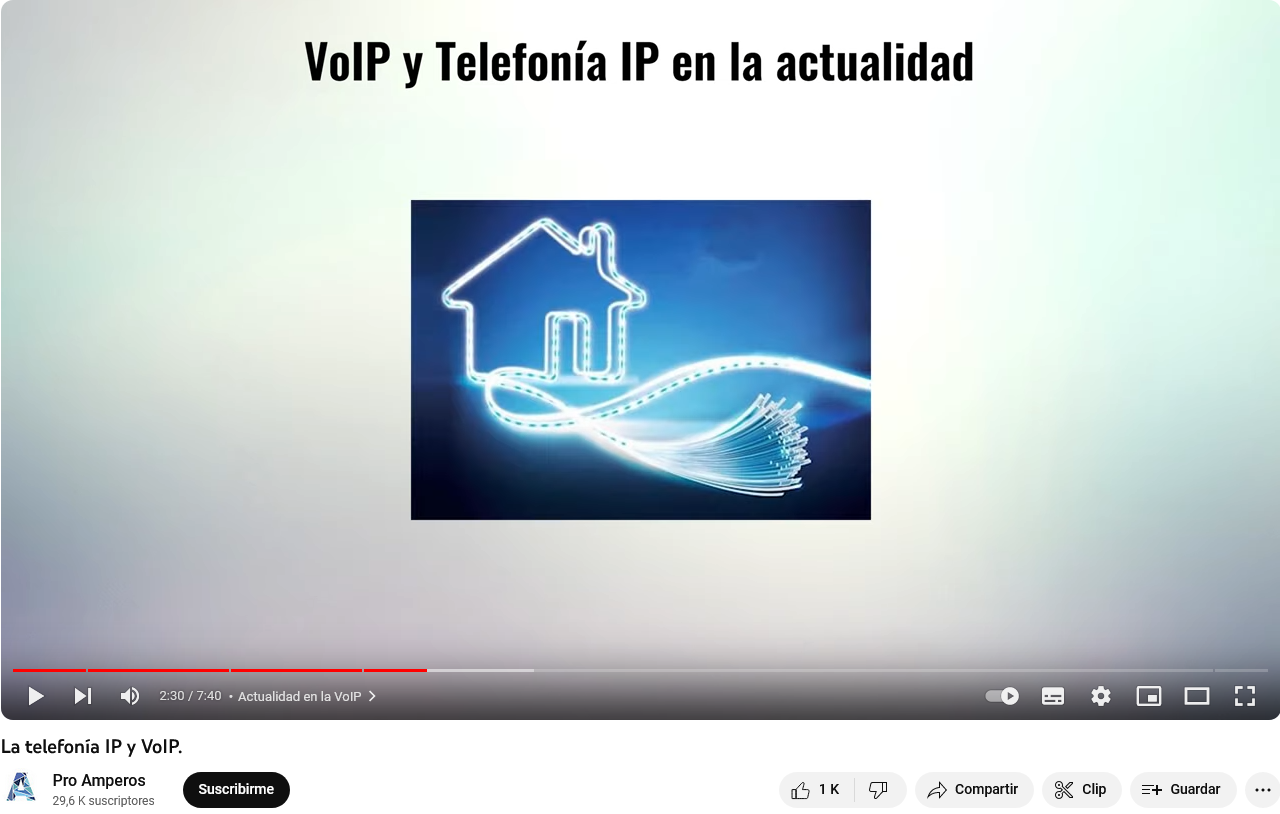 VoIP y Telefonía IP en la actualidad
2:30 / 7:40 • Actualidad en la VoIP
La telefonía IP y VoIP.
Pro Amperos
29,6 K suscriptores
Suscribirme
1 K
Compartir
Clip
Guardar